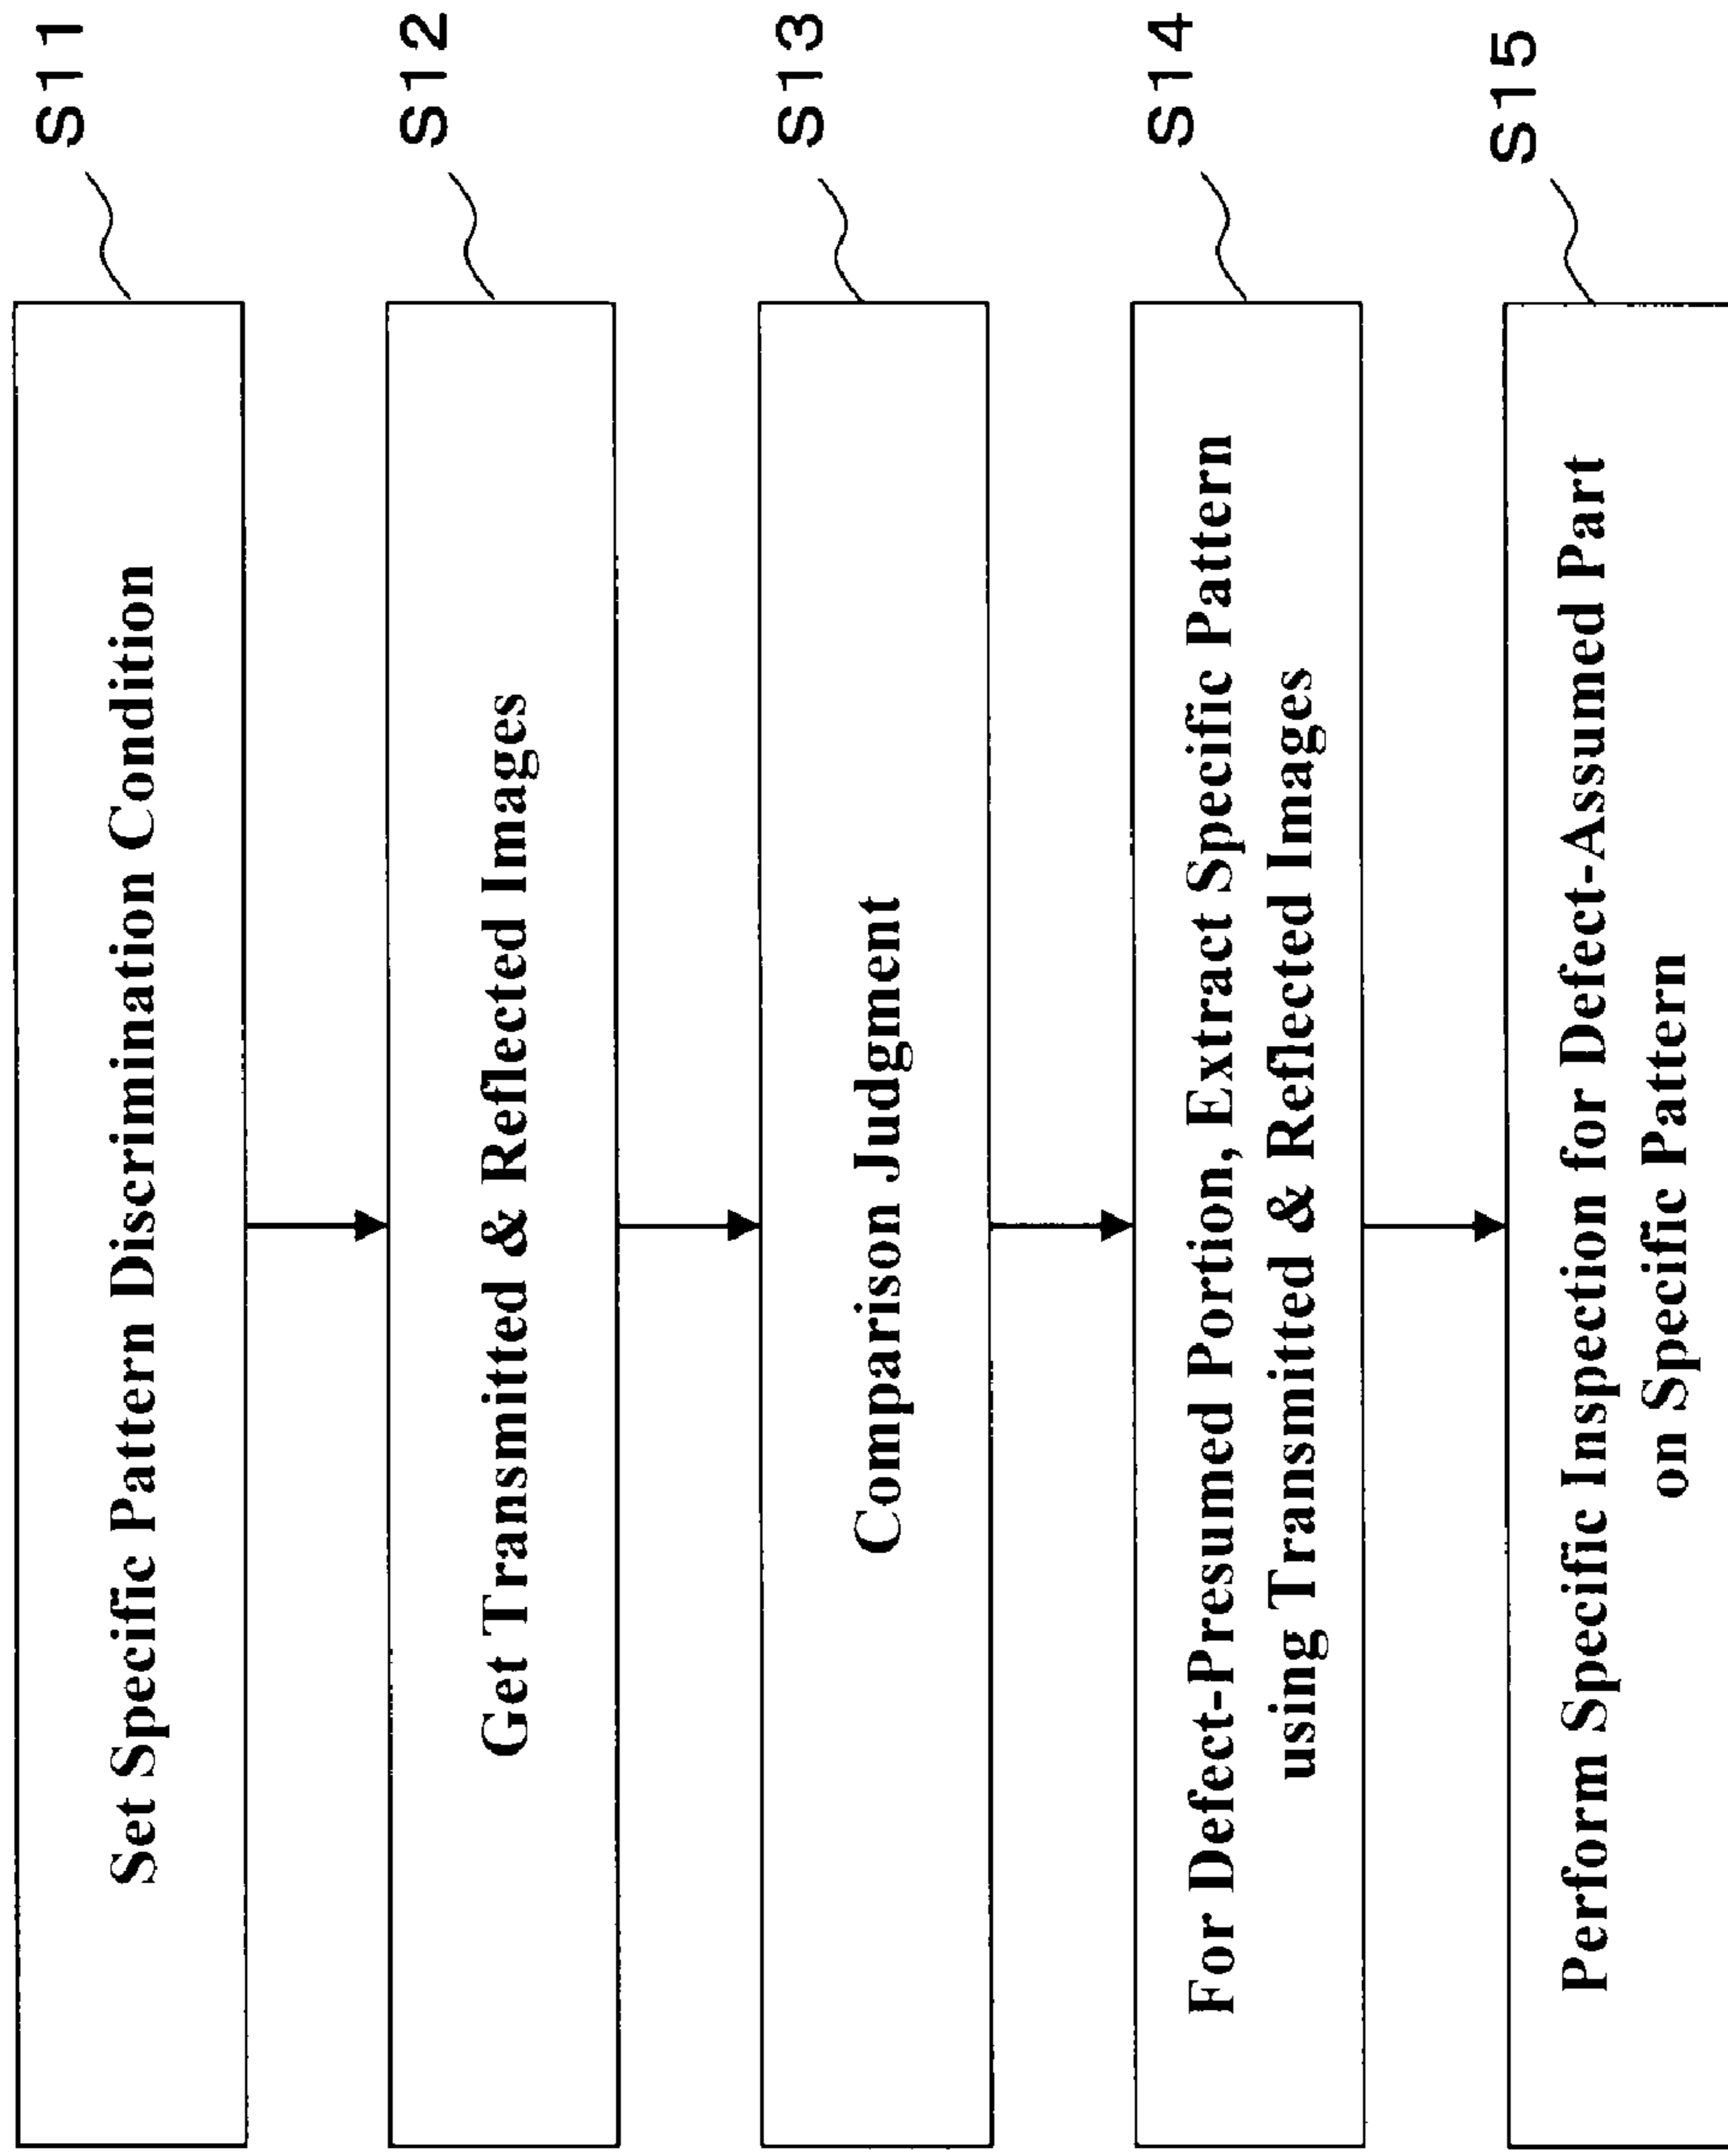 Set Specific Pattern Discrimination Condition
S11
Get Transmitted & Reflected Images
S12
Comparison Judgment
S13
For Defect-Presumed Portion, Extract Specific Pattern
using Transmitted & Reflected Images
S14
Perform Specific Inspection for Defect-Assumed Part
on Specific Pattern
S15